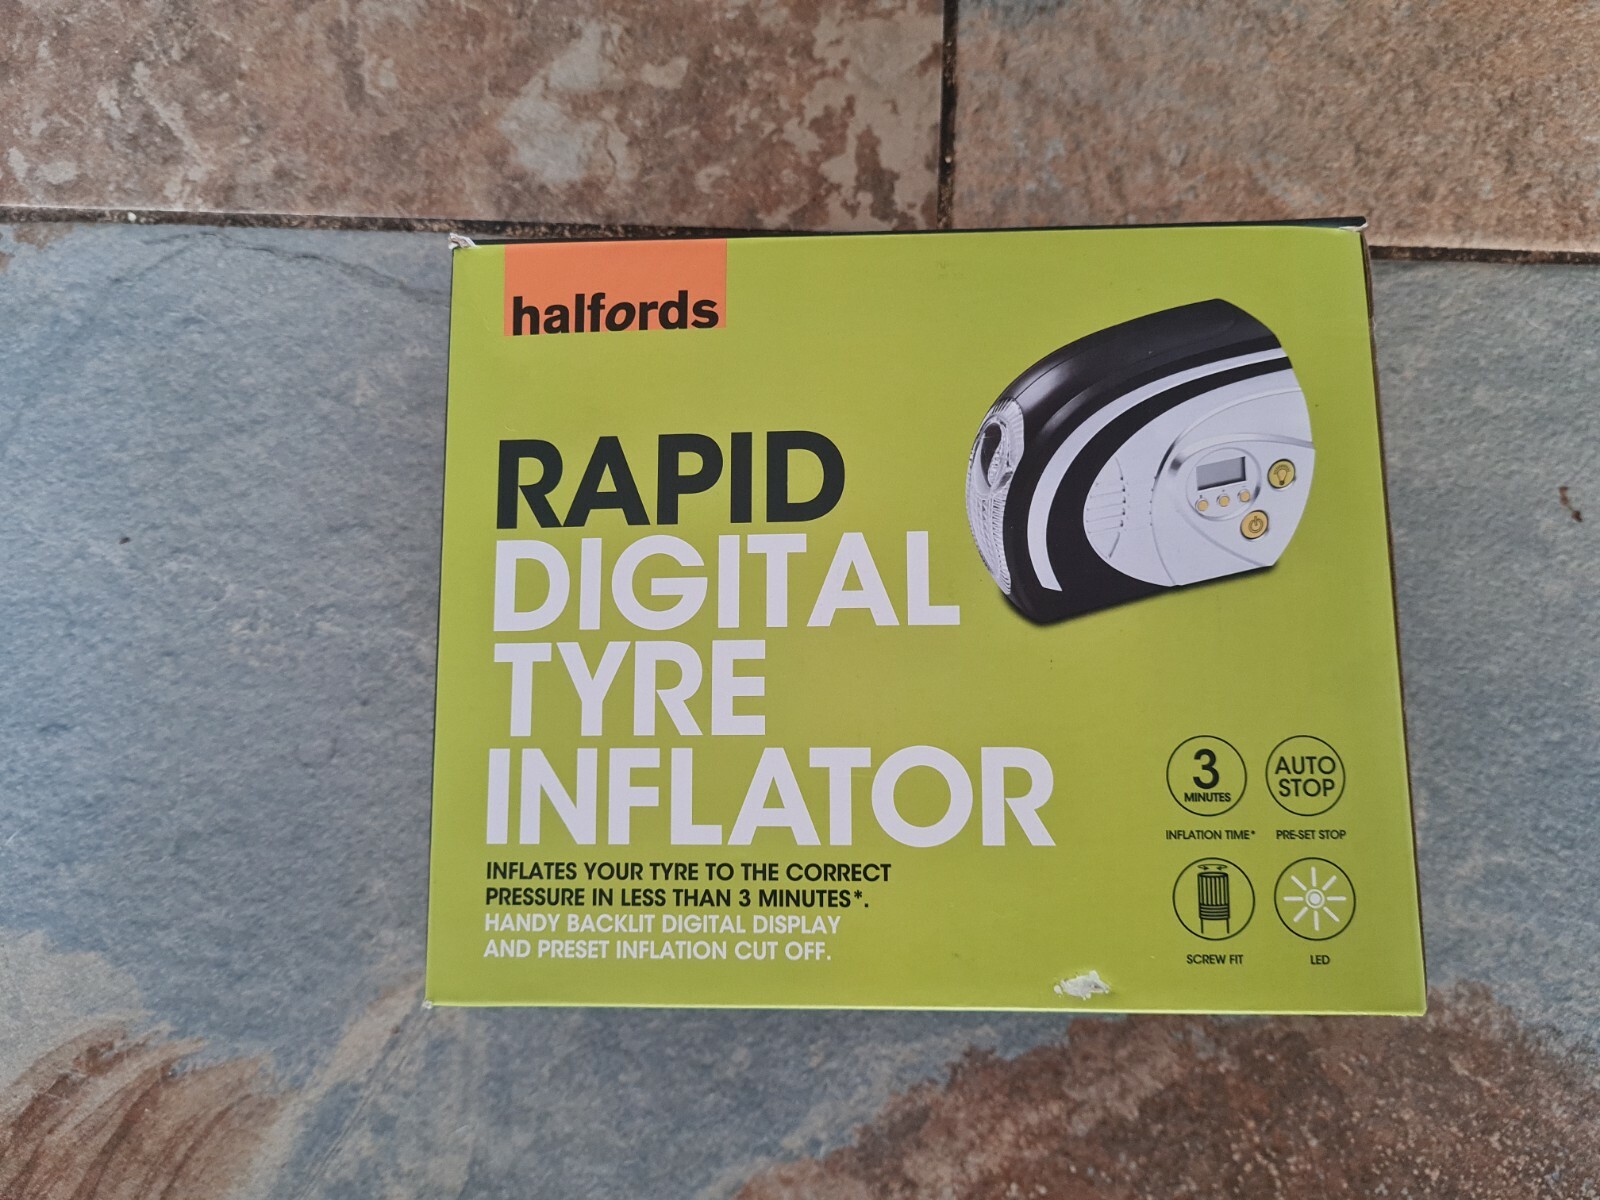 halfords
RAPID
DIGITAL
TYRE
INFLATOR
INFLATES YOUR TYRE TO THE CORRECT
PRESSURE IN LESS THAN 3 MINUTES*.
HANDY BACKLIT DIGITAL DISPLAY
AND PRESET INFLATION CUT OFF.
3
MINUTES
INFLATION TIME*
AUTO
STOP
PRE-SET STOP
SCREW FIT
LED